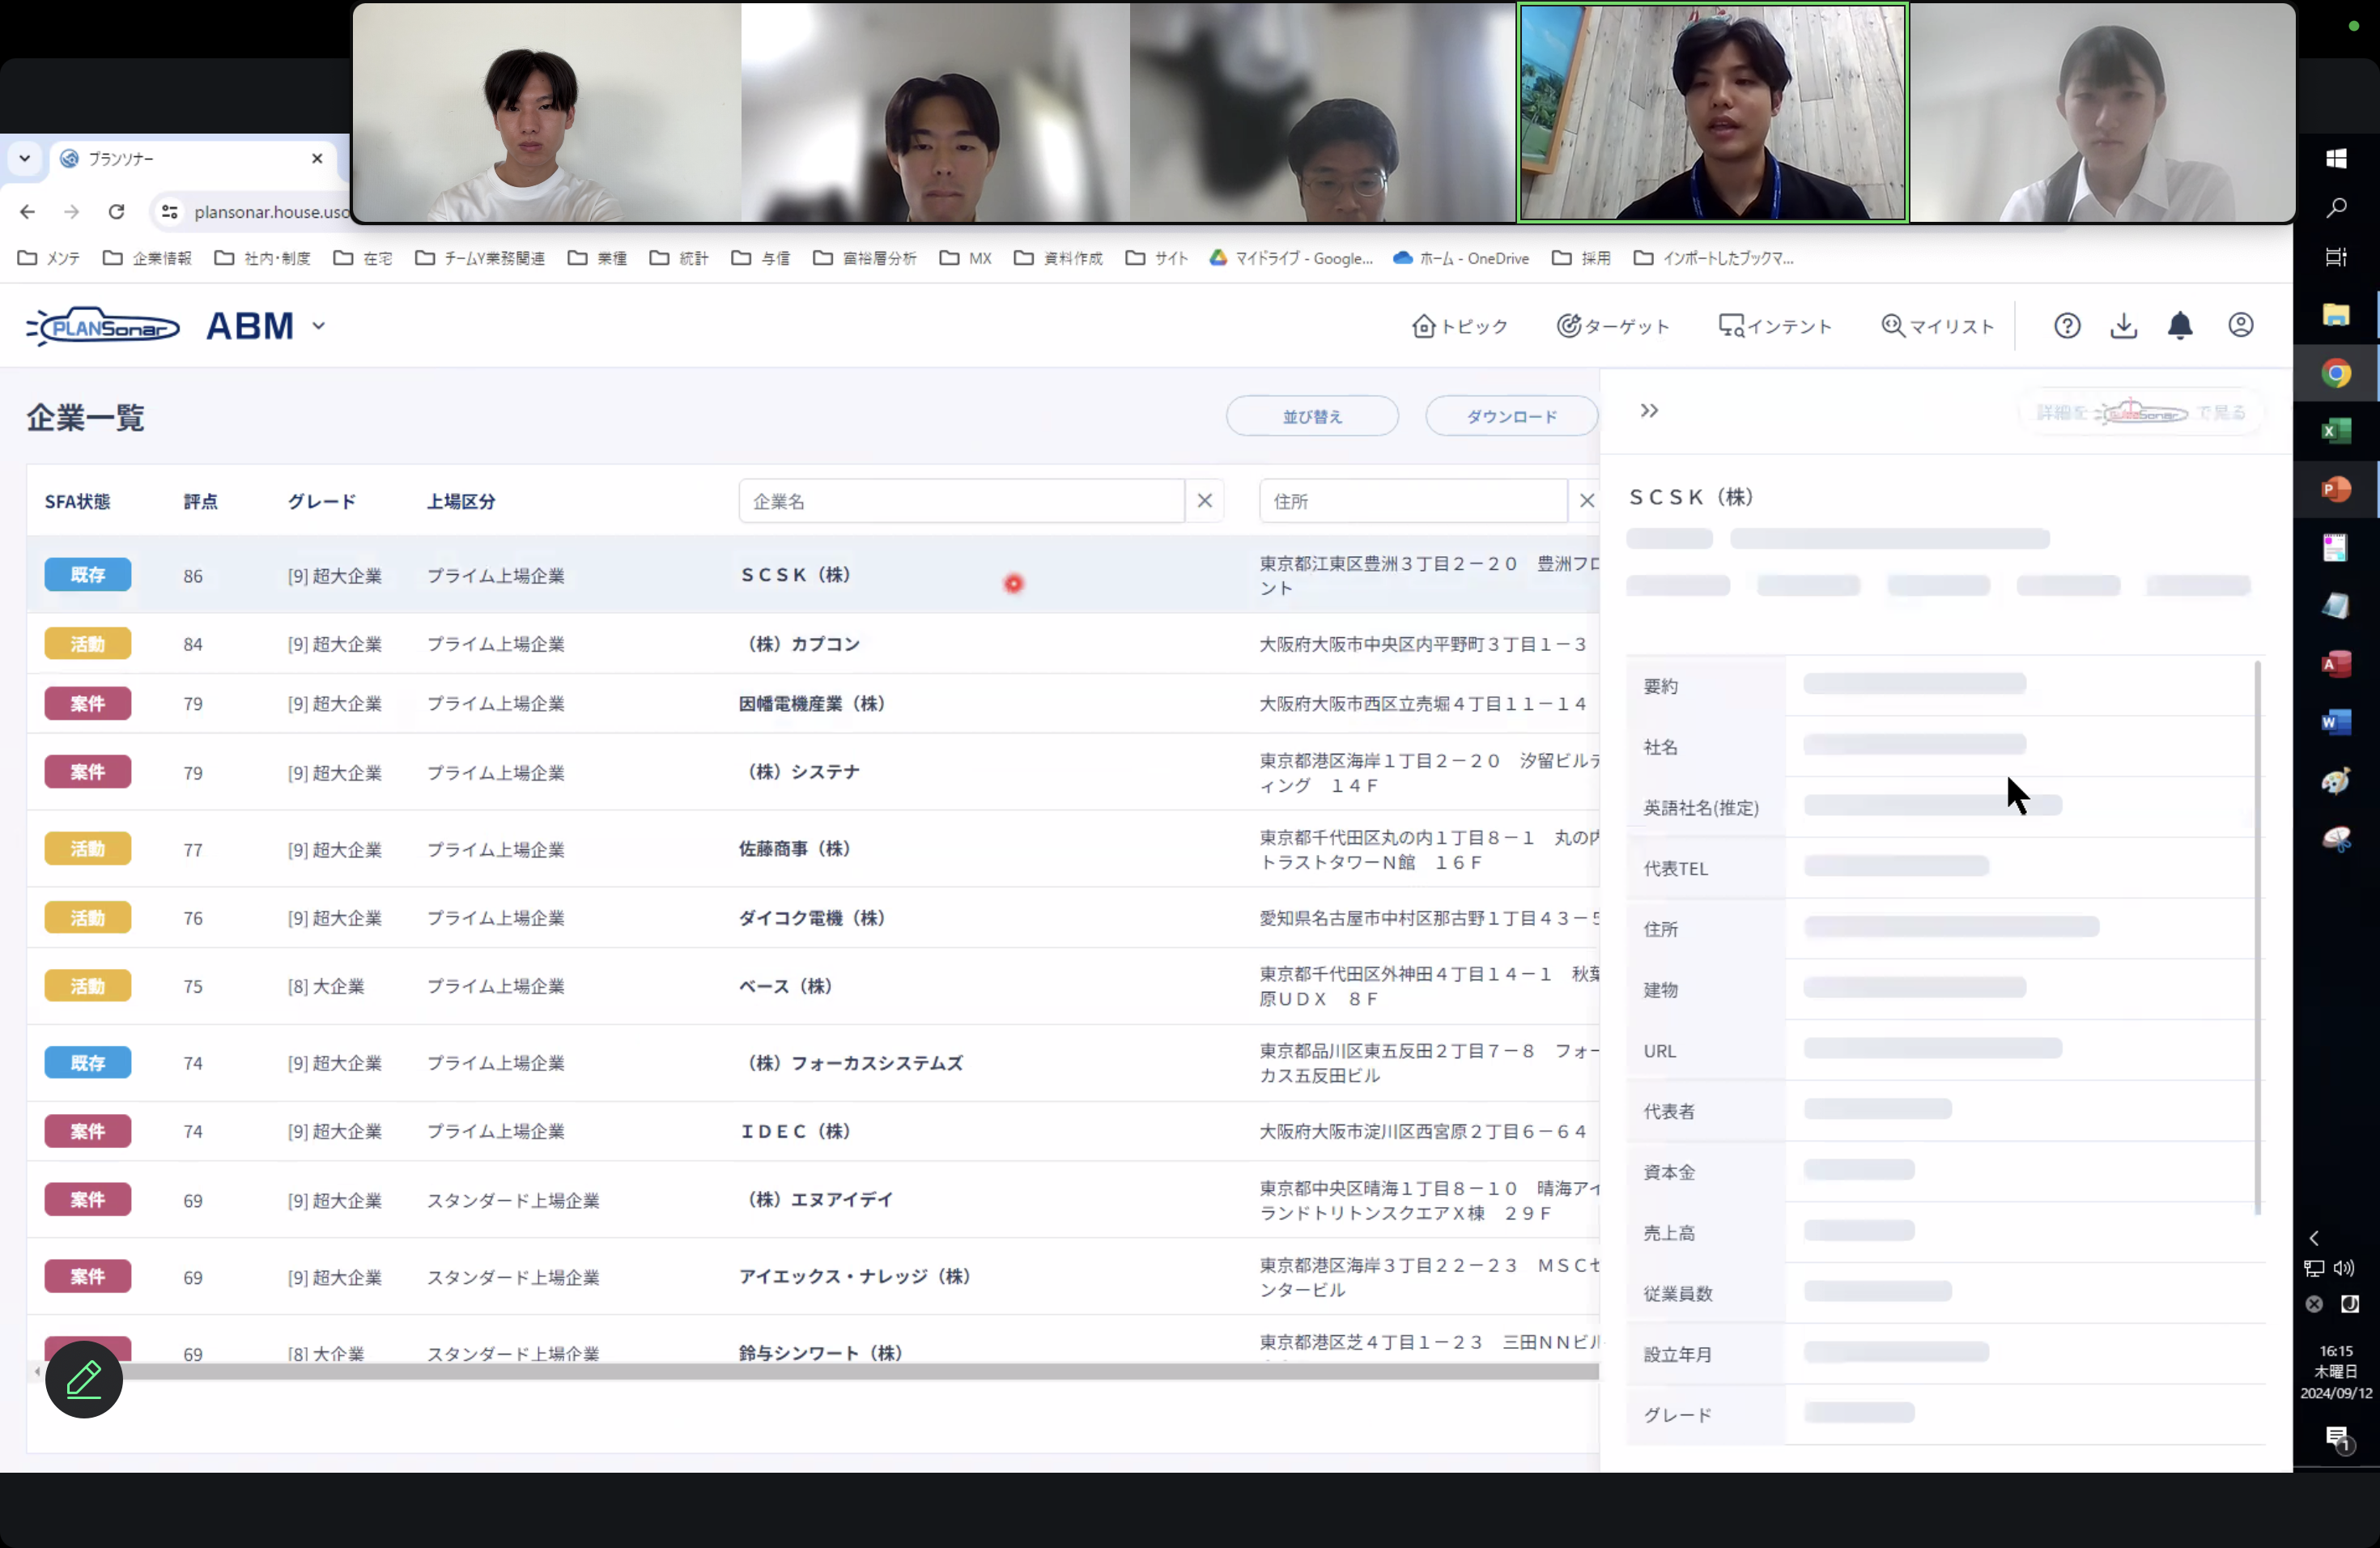 プランソナー
plansonar.house.uso
メンテ
企業情報
社内・制度
在宅
チームY業務関連
業種
統計
与信
富裕層分析
MX
資料作成
サイト
マイドライブ - Google...
ホーム - OneDrive
採用
インポートしたブックマ...
PLANSonar
ABM
トピック
ターゲット
インテント
マイリスト
企業一覧
並び替え
ダウンロード
SFA状態 評点 グレード 上場区分 企業名 住所
既存 86 [9] 超大企業 プライム上場企業 ＳＣＳＫ（株） 東京都江東区豊洲３丁目２－２０　豊洲フロ
ント
活動 84 [9] 超大企業 プライム上場企業 （株）カプコン 大阪府大阪市中央区内平野町３丁目１－３
案件 79 [9] 超大企業 プライム上場企業 因幡電機産業（株） 大阪府大阪市西区立売堀４丁目１１－１４
案件 79 [9] 超大企業 プライム上場企業 （株）システナ 東京都港区海岸１丁目２－２０　汐留ビルデ
ィング　１４Ｆ
活動 77 [9] 超大企業 プライム上場企業 佐藤商事（株） 東京都千代田区丸の内１丁目８－１　丸の内
トラストタワーＮ館　１６Ｆ
活動 76 [9] 超大企業 プライム上場企業 ダイコク電機（株） 愛知県名古屋市中村区那古野１丁目４３－５
活動 75 [8] 大企業 プライム上場企業 ベース（株） 東京都千代田区外神田４丁目１４－１　秋葉
原ＵＤＸ　８Ｆ
既存 74 [9] 超大企業 プライム上場企業 （株）フォーカスシステムズ 東京都品川区東五反田２丁目７－８　フォー
カス五反田ビル
案件 74 [9] 超大企業 プライム上場企業 ＩＤＥＣ（株） 大阪府大阪市淀川区西宮原２丁目６－６４
案件 69 [9] 超大企業 スタンダード上場企業 （株）エヌアイデイ 東京都中央区晴海１丁目８－１０　晴海アイ
ランドトリトンスクエアＸ棟　２９Ｆ
案件 69 [9] 超大企業 スタンダード上場企業 アイエックス・ナレッジ（株） 東京都港区海岸３丁目２２－２３　ＭＳＣセ
ンタービル
69 [8] 大企業 スタンダード上場企業 鈴与シンワート（株） 東京都港区芝４丁目１－２３　三田ＮＮビル
詳細を で見る
ＳＣＳＫ（株）
要約
社名
英語社名(推定)
代表TEL
住所
建物
URL
代表者
資本金
売上高
従業員数
設立年月
グレード
16:15
木曜日
2024/09/12
1